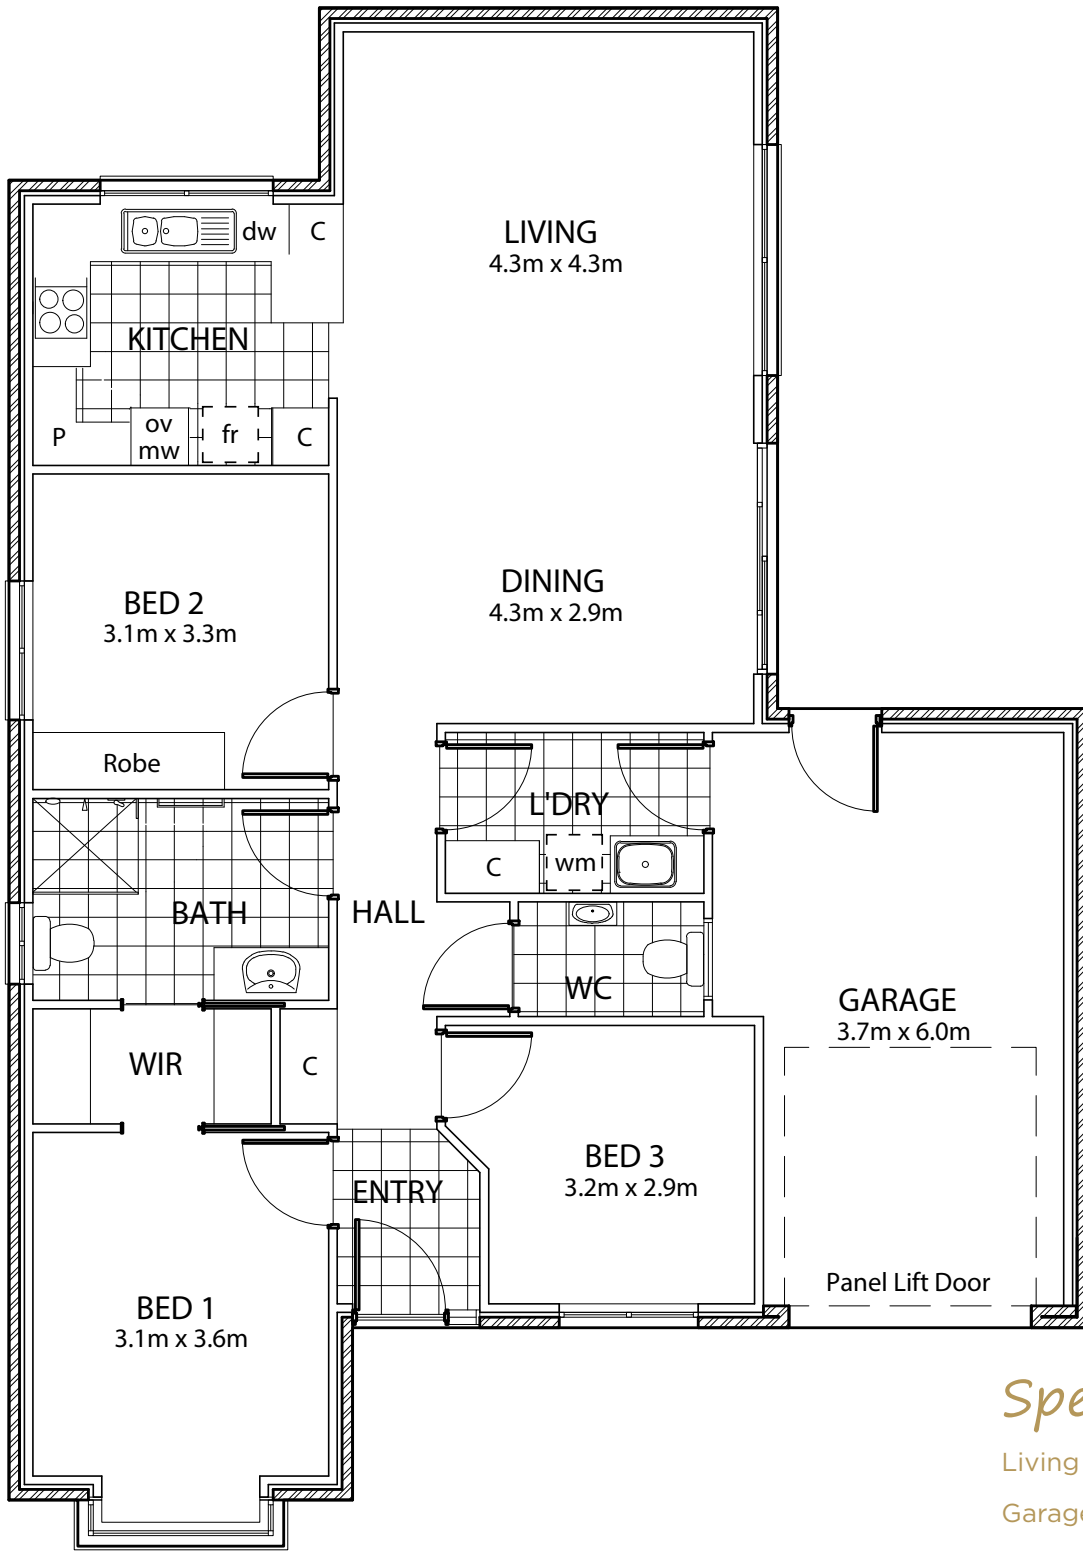 LIVING
4.3m x 4.3m
dw
C
KITCHEN
P
ov
mw
fr
C
DINING
4.3m x 2.9m
BED 2
3.1m x 3.3m
Robe
L'DRY
C
wm
BATH
HALL
WC
GARAGE
3.7m x 6.0m
WIR
C
BED 3
3.2m x 2.9m
ENTRY
Panel Lift Door
BED 1
3.1m x 3.6m
Spe
Living
Garage